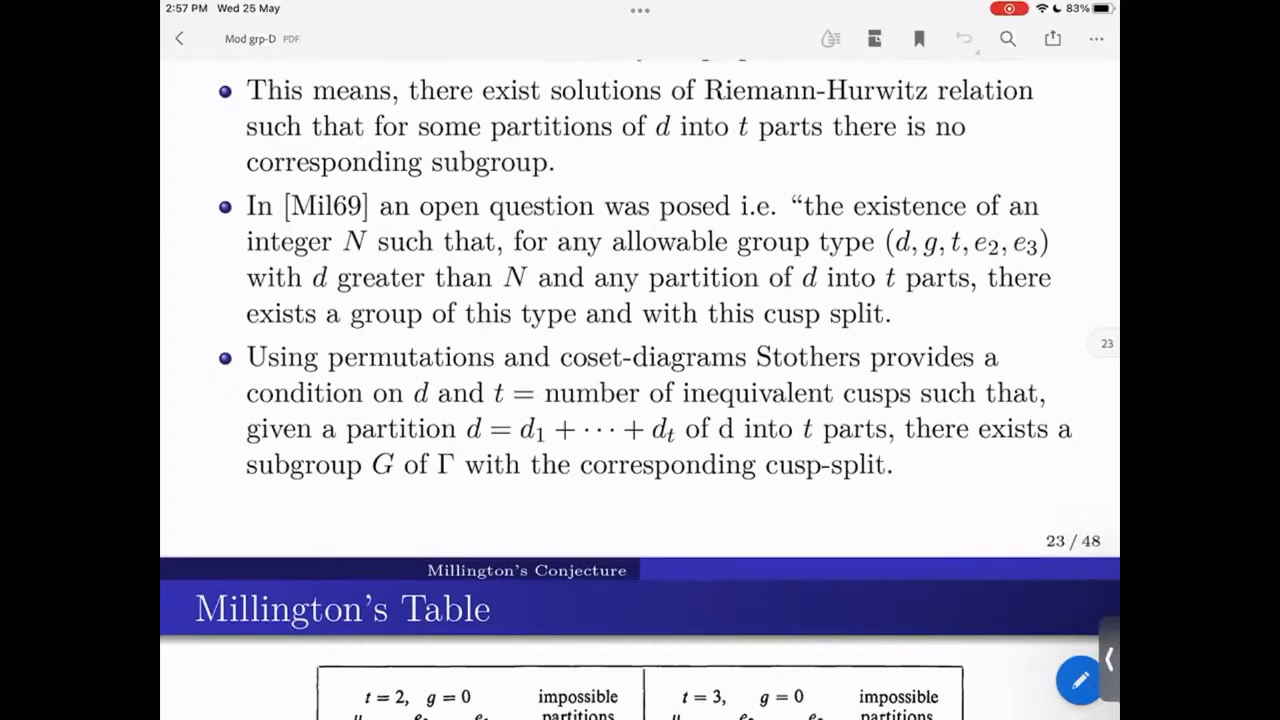 2:57 PM Wed 25 May
83%
Mod grp-D PDF
This means, there exist solutions of Riemann-Hurwitz relation
such that for some partitions of d into t parts there is no
corresponding subgroup.
In [Mil69] an open question was posed i.e. “the existence of an
integer N such that, for any allowable group type (d, g, t, e₂, e₃)
with d greater than N and any partition of d into t parts, there
exists a group of this type and with this cusp split.
23
Using permutations and coset-diagrams Stothers provides a
condition on d and t = number of inequivalent cusps such that,
given a partition d = d₁ + ⋯ + dₜ of d into t parts, there exists a
subgroup G of Γ with the corresponding cusp-split.
23 / 48
Millington’s Conjecture
Millington’s Table
t = 2, g = 0 impossible t = 3, g = 0 impossible
partitions partitions